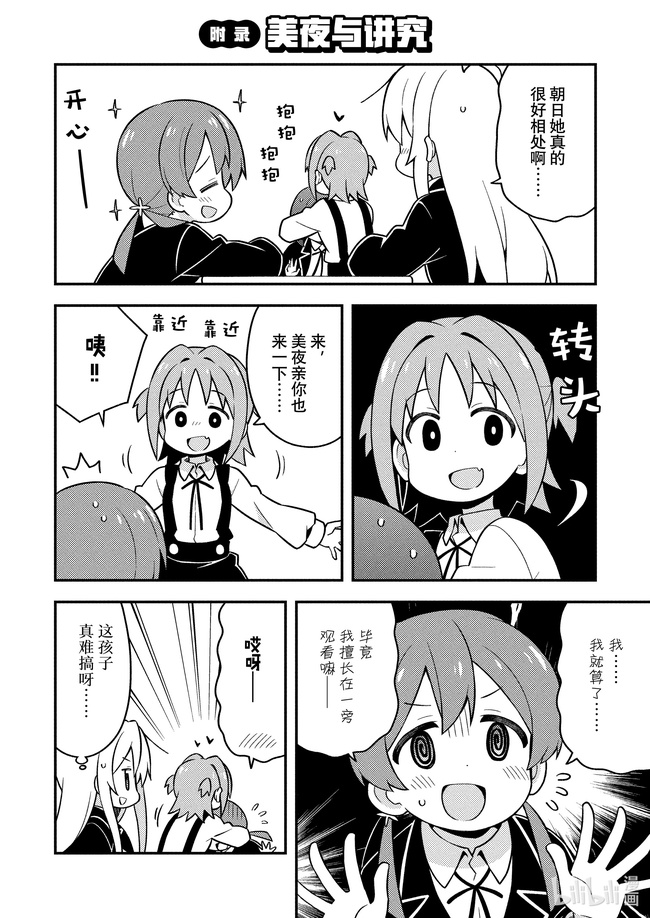 附录 美夜与讲究
朝日她真的
很好相处啊……
抱抱
抱抱
开心——
转头
来，
美夜亲你也
来一下……
靠近 靠近
咦!!
我……
我就算了……
毕竟
我擅长在一旁
观看嘛——
哎呀——
这孩子
真难搞呀……
bilibili
漫画